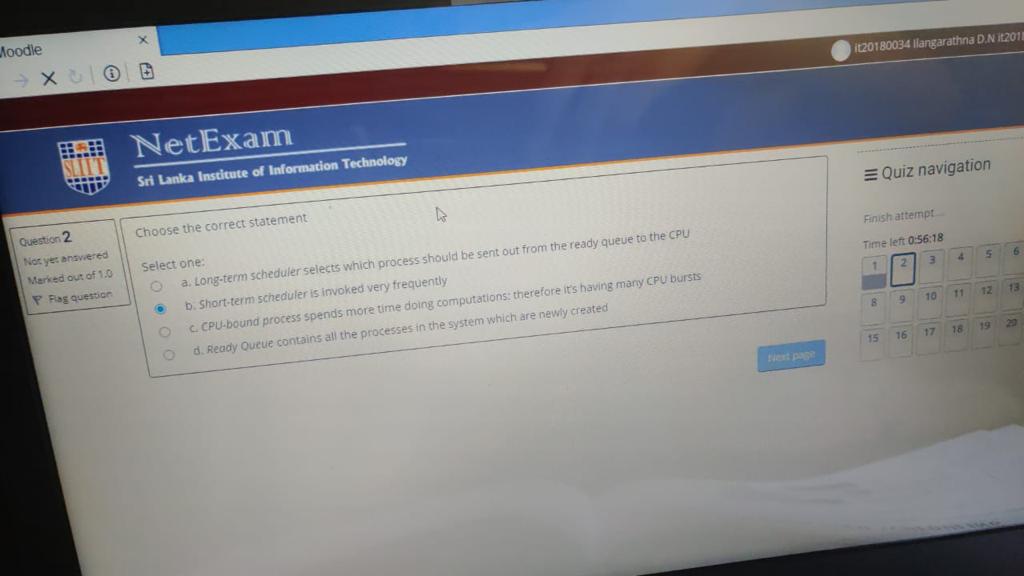 Moodle
it20180034 Ilangarathna D.N it201
SLIIT
NetExam
Sri Lanka Institute of Information Technology
Question 2
Not yet answered
Marked out of 1.0
Flag question
Choose the correct statement
Select one:
a. Long-term scheduler selects which process should be sent out from the ready queue to the CPU
b. Short-term scheduler is invoked very frequently
c. CPU-bound process spends more time doing computations; therefore it's having many CPU bursts
d. Ready Queue contains all the processes in the system which are newly created
Next page
Quiz navigation
Finish attempt ...
Time left 0:56:18
1 2 3 4 5 6
8 9 10 11 12 13
15 16 17 18 19 20